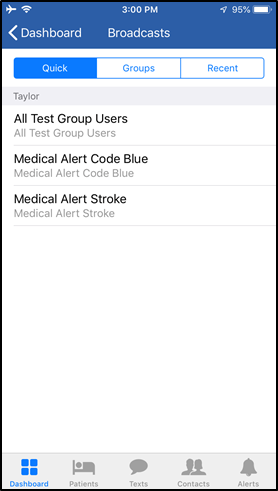 3:00 PM 95%
Dashboard Broadcasts
Quick Groups Recent
Taylor
All Test Group Users
All Test Group Users
Medical Alert Code Blue
Medical Alert Code Blue
Medical Alert Stroke
Medical Alert Stroke
Dashboard Patients Texts Contacts Alerts